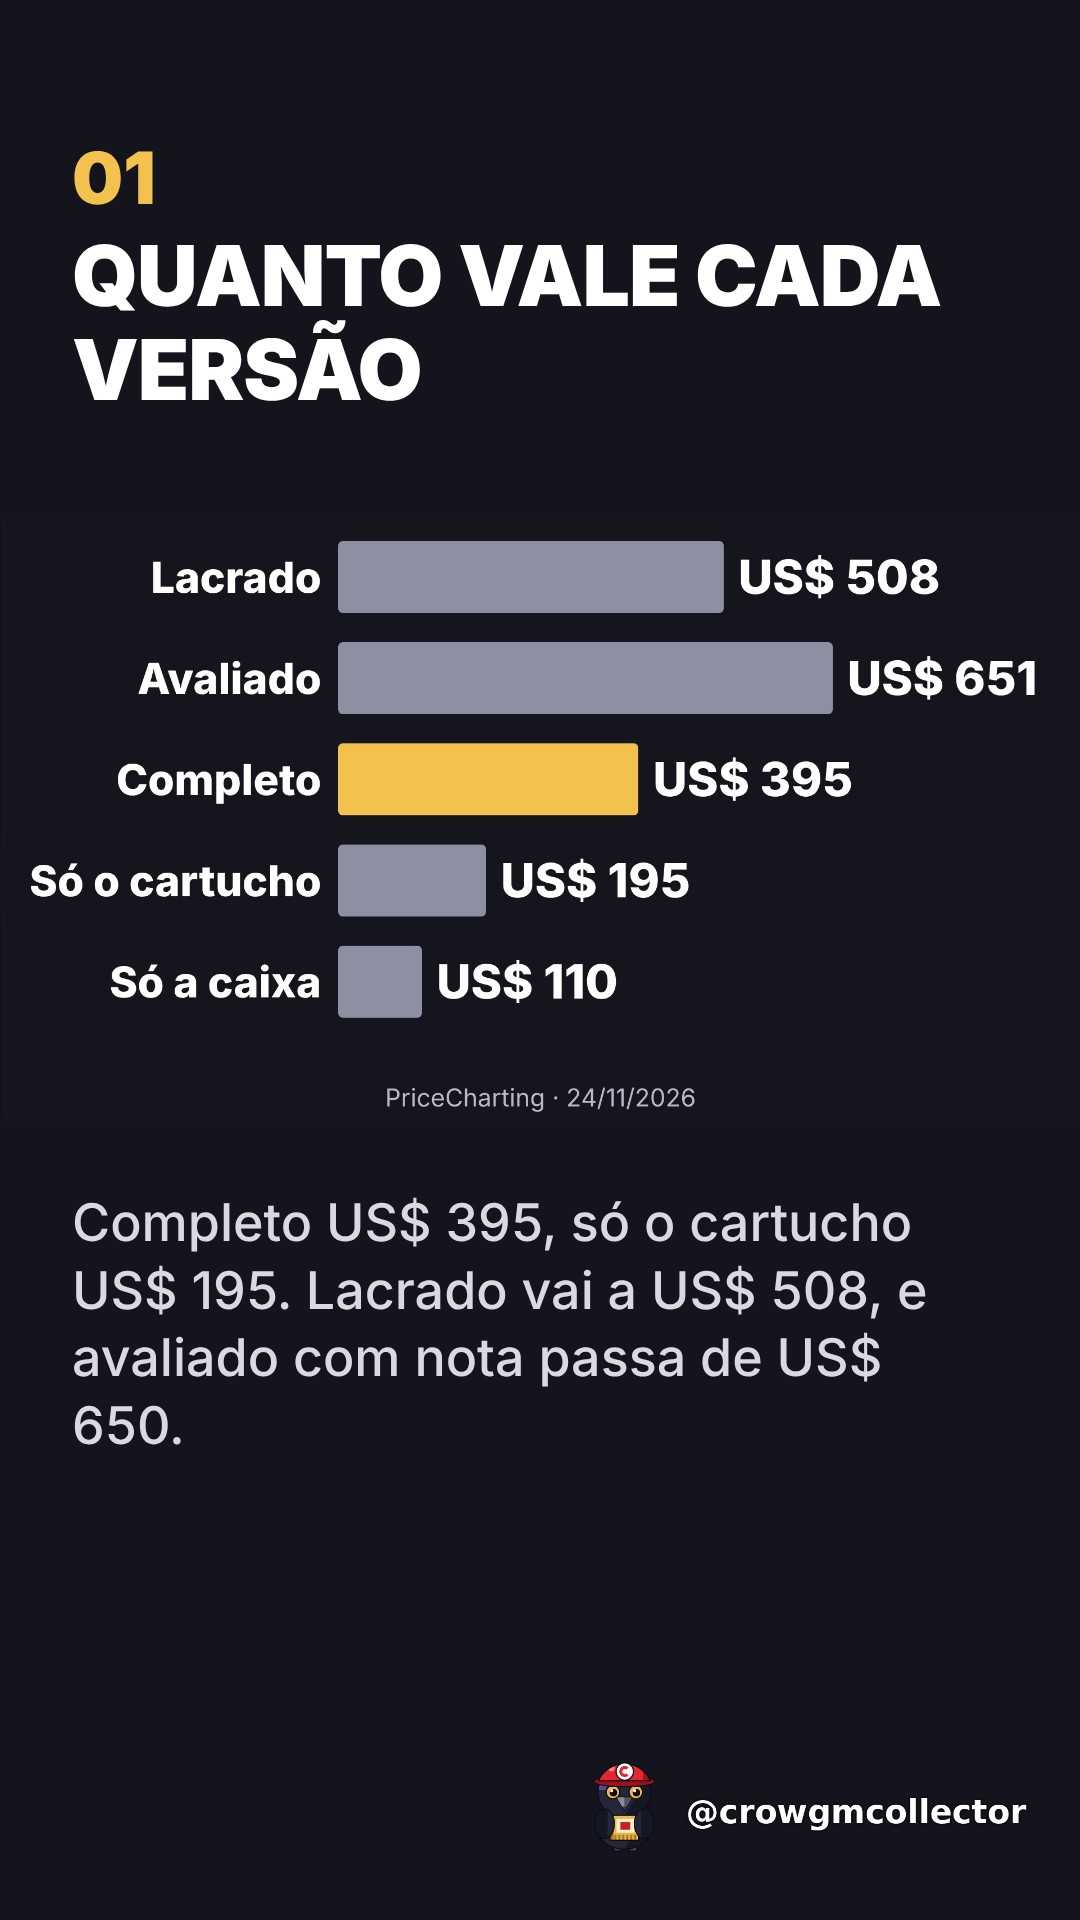 01
QUANTO VALE CADA
VERSÃO
Lacrado US$ 508
Avaliado US$ 651
Completo US$ 395
Só o cartucho US$ 195
Só a caixa US$ 110
PriceCharting · 24/11/2026
Completo US$ 395, só o cartucho
US$ 195. Lacrado vai a US$ 508, e
avaliado com nota passa de US$
650.
@crowgmcollector